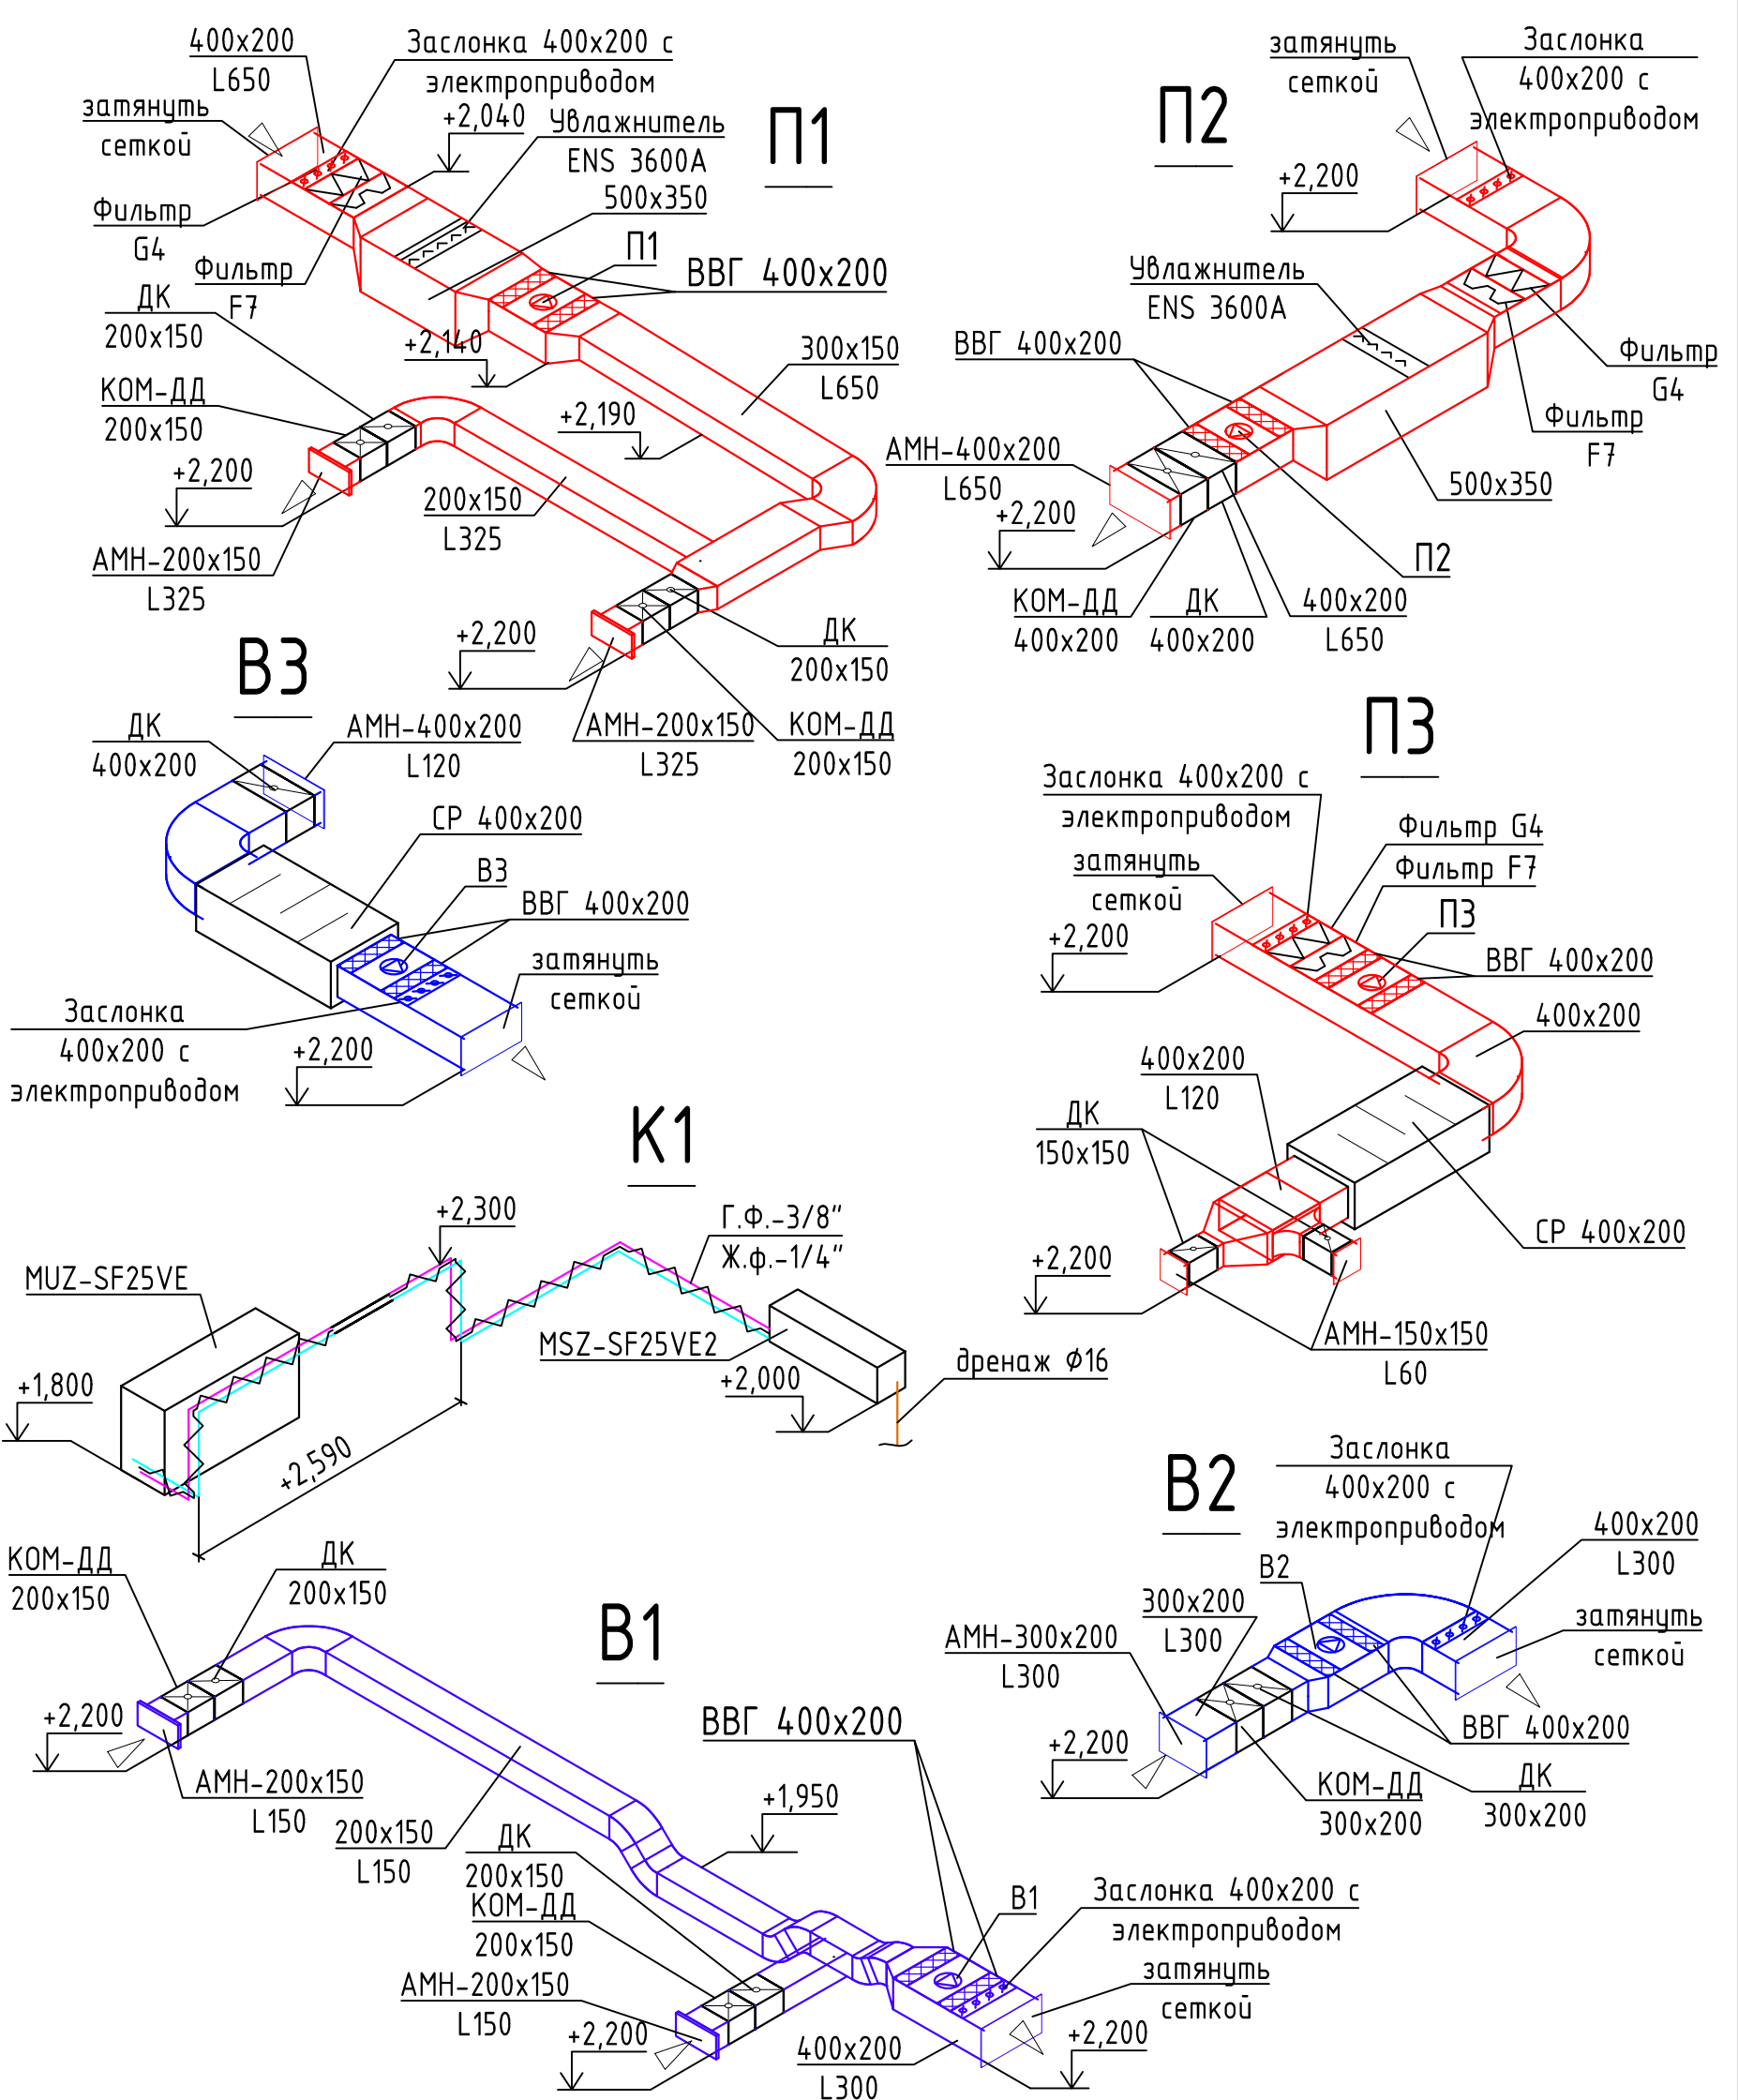 400x200
L650
Заслонка 400x200 с
электроприводом
затянуть
сеткой
+2,040
Увлажнитель
ENS 3600A
500x350
П1
Фильтр
G4
Фильтр
F7
П1
ВВГ 400x200
ДК
200x150
КОМ-ДД
200x150
+2,140
300x150
L650
+2,190
+2,200
200x150
L325
АМН-200x150
L325
+2,200
ДК
200x150
АМН-200x150
L325
КОМ-ДД
200x150
П2
затянуть
сеткой
Заслонка
400x200 с
электроприводом
+2,200
Увлажнитель
ENS 3600A
ВВГ 400x200
Фильтр
G4
Фильтр
F7
АМН-400x200
L650
500x350
+2,200
П2
КОМ-ДД
400x200
ДК
400x200
400x200
L650
В3
ДК
400x200
АМН-400x200
L120
СР 400x200
В3
ВВГ 400x200
затянуть
сеткой
Заслонка
400x200 с
электроприводом
+2,200
П3
Заслонка 400x200 с
электроприводом
Фильтр G4
затянуть
сеткой
Фильтр F7
П3
+2,200
ВВГ 400x200
400x200
400x200
L120
ДК
150x150
СР 400x200
+2,200
АМН-150x150
L60
К1
+2,300
Г.Ф.-3/8"
Ж.ф.-1/4"
MUZ-SF25VE
MSZ-SF25VE2
+1,800
+2,000
дренаж Ø16
+2,590
В2
Заслонка
400x200 с
электроприводом
400x200
L300
В2
300x200
L300
затянуть
сеткой
АМН-300x200
L300
ВВГ 400x200
+2,200
КОМ-ДД
300x200
ДК
300x200
В1
КОМ-ДД
200x150
ДК
200x150
+2,200
АМН-200x150
L150
ВВГ 400x200
+1,950
200x150
L150
ДК
200x150
КОМ-ДД
200x150
В1
Заслонка 400x200 с
электроприводом
АМН-200x150
L150
затянуть
сеткой
+2,200
400x200
L300
+2,200